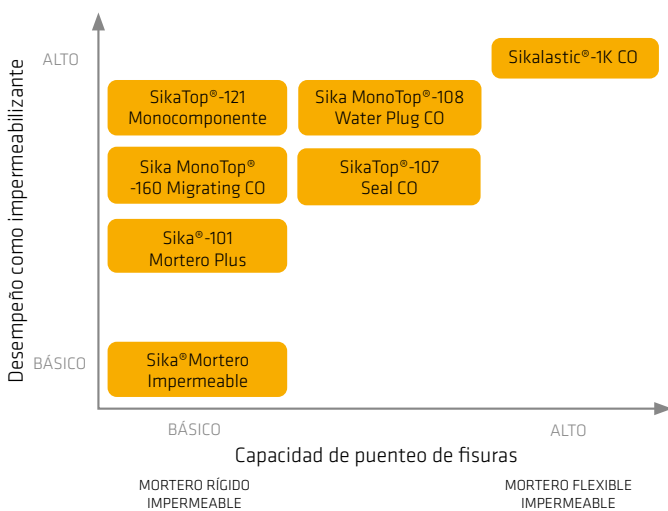 Desempeño como impermeabilizante
ALTO
Sikalastic®-1K CO
SikaTop®-121
Monocomponente
Sika MonoTop®-108
Water Plug CO
Sika MonoTop®
-160 Migrating CO
SikaTop®-107
Seal CO
Sika®-101
Mortero Plus
BÁSICO
Sika®Mortero
Impermeable
BÁSICO
ALTO
Capacidad de puenteo de fisuras
MORTERO RÍGIDO
IMPERMEABLE
MORTERO FLEXIBLE
IMPERMEABLE